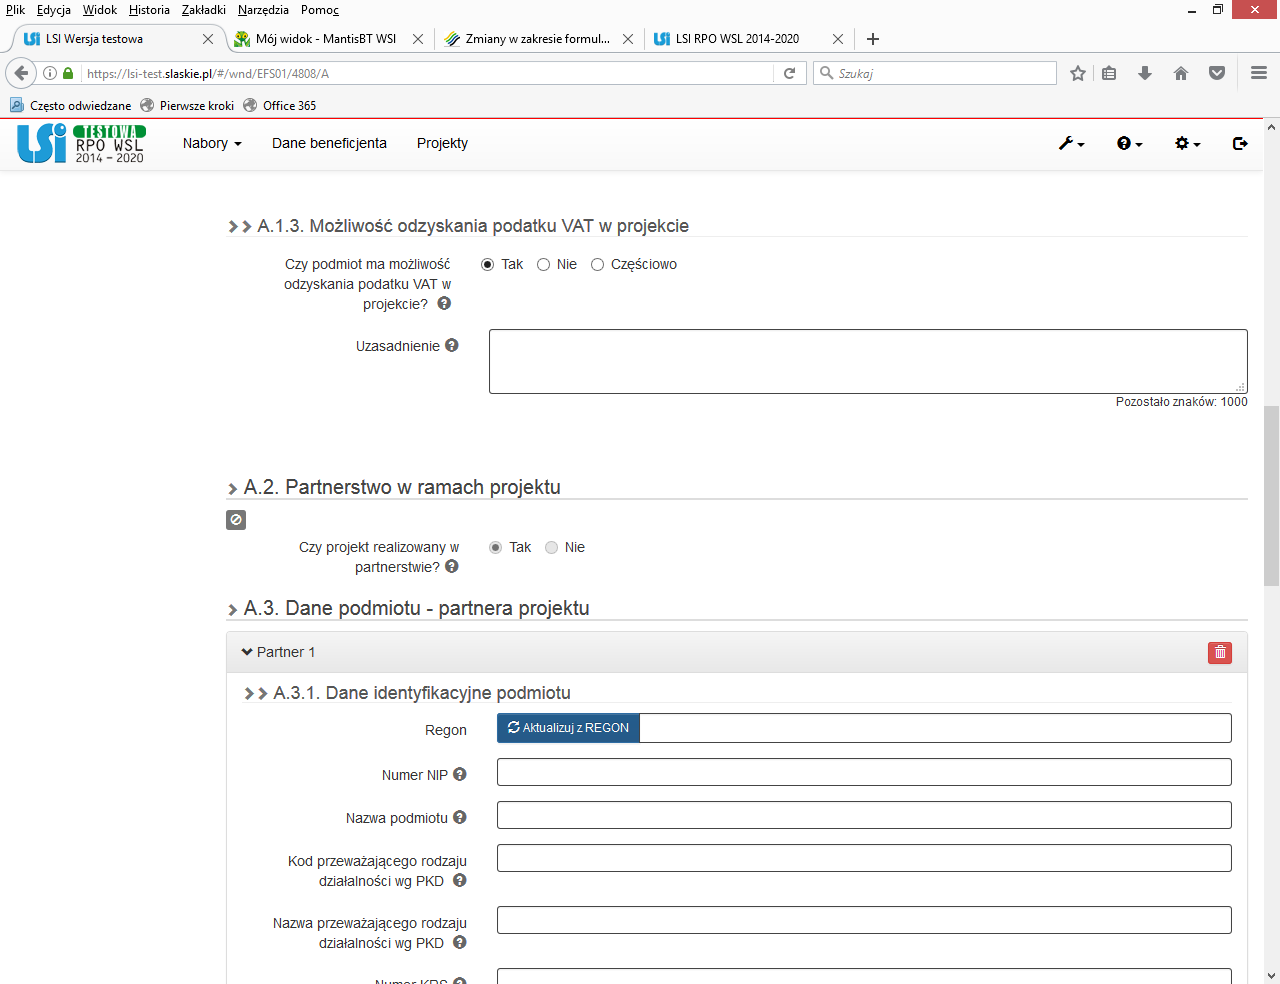 Plik Edycja Widok Historia Zakładki Narzędzia Pomoc
LSI Wersja testowa
Mój widok - MantisBT WSI
Zmiany w zakresie formul...
LSI RPO WSL 2014-2020
https://lsi-test.slaskie.pl/#/wnd/EFS01/4808/A
Szukaj
Często odwiedzane Pierwsze kroki Office 365
LSI TESTOWA
RPO WSL
2014 – 2020
Nabory Dane beneficjenta Projekty
A.1.3. Możliwość odzyskania podatku VAT w projekcie
Czy podmiot ma możliwość
odzyskania podatku VAT w
projekcie?
Tak Nie Częściowo
Uzasadnienie
Pozostało znaków: 1000
A.2. Partnerstwo w ramach projektu
Czy projekt realizowany w
partnerstwie?
Tak Nie
A.3. Dane podmiotu - partnera projektu
Partner 1
A.3.1. Dane identyfikacyjne podmiotu
Regon
Aktualizuj z REGON
Numer NIP
Nazwa podmiotu
Kod przeważającego rodzaju
działalności wg PKD
Nazwa przeważającego rodzaju
działalności wg PKD
Numer KRS